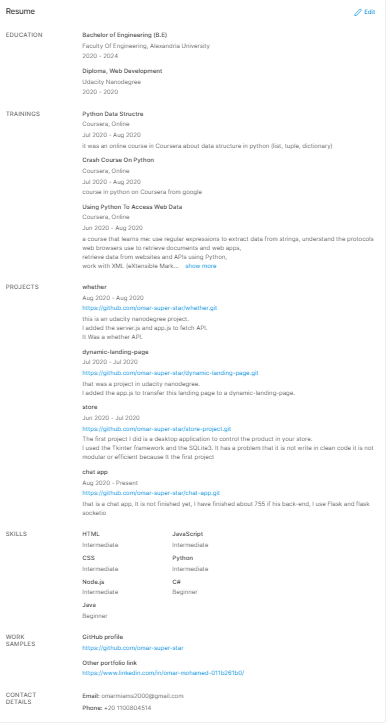 Resume
Edit
EDUCATION
Bachelor of Engineering (B.E)
Faculty Of Engineering, Alexandria University
2020 - 2024
Diploma, Web Development
Udacity Nanodegree
2020 - 2020
TRAININGS
Python Data Structre
Coursera, Online
Jul 2020 - Aug 2020
it was an online course in Coursera about data structure in python (list, tuple, dictionary)
Crash Course On Python
Coursera, Online
Jul 2020 - Aug 2020
course in python on Coursera from google
Using Python To Access Web Data
Coursera, Online
Jun 2020 - Aug 2020
a course that learns me: use regular expressions to extract data from strings, understand the protocols
web browsers use to retrieve documents and web apps,
retrieve data from websites and APIs using Python,
work with XML (eXtensible Mark... show more
PROJECTS
whether
Aug 2020 - Aug 2020
https://github.com/omar-super-star/whether.git
this is an udacity nanodegree project.
I added the server.js and app.js to fetch API.
It Was a whether API.
dynamic-landing-page
Jul 2020 - Jul 2020
https://github.com/omar-super-star/dynamic-landing-page.git
that was a project in udacity nanodegree.
I added the app.js to transfer this landing page to a dynamic-landing-page.
store
Jun 2020 - Jul 2020
https://github.com/omar-super-star/store-project.git
The first project I did is a desktop application to control the product in your store.
I used the Tkinter framework and the SQLite3. It has a problem that it is not write in clean code it is not
modular or efficient because it the first project
chat app
Aug 2020 - Present
https://github.com/omar-super-star/chat-app.git
that is a chat app, It is not finished yet, I have finished about 755 if his back-end, I use Flask and flask
socketio
SKILLS
HTML
Intermediate
JavaScript
Intermediate
CSS
Intermediate
Python
Intermediate
Node.js
Intermediate
C#
Beginner
Java
Beginner
WORK
SAMPLES
GitHub profile
https://github.com/omar-super-star
Other portfolio link
https://www.linkedin.com/in/omar-mohamed-011b261b0/
CONTACT
DETAILS
Email: omarmiams2000@gmail.com
Phone: +20 1100804514